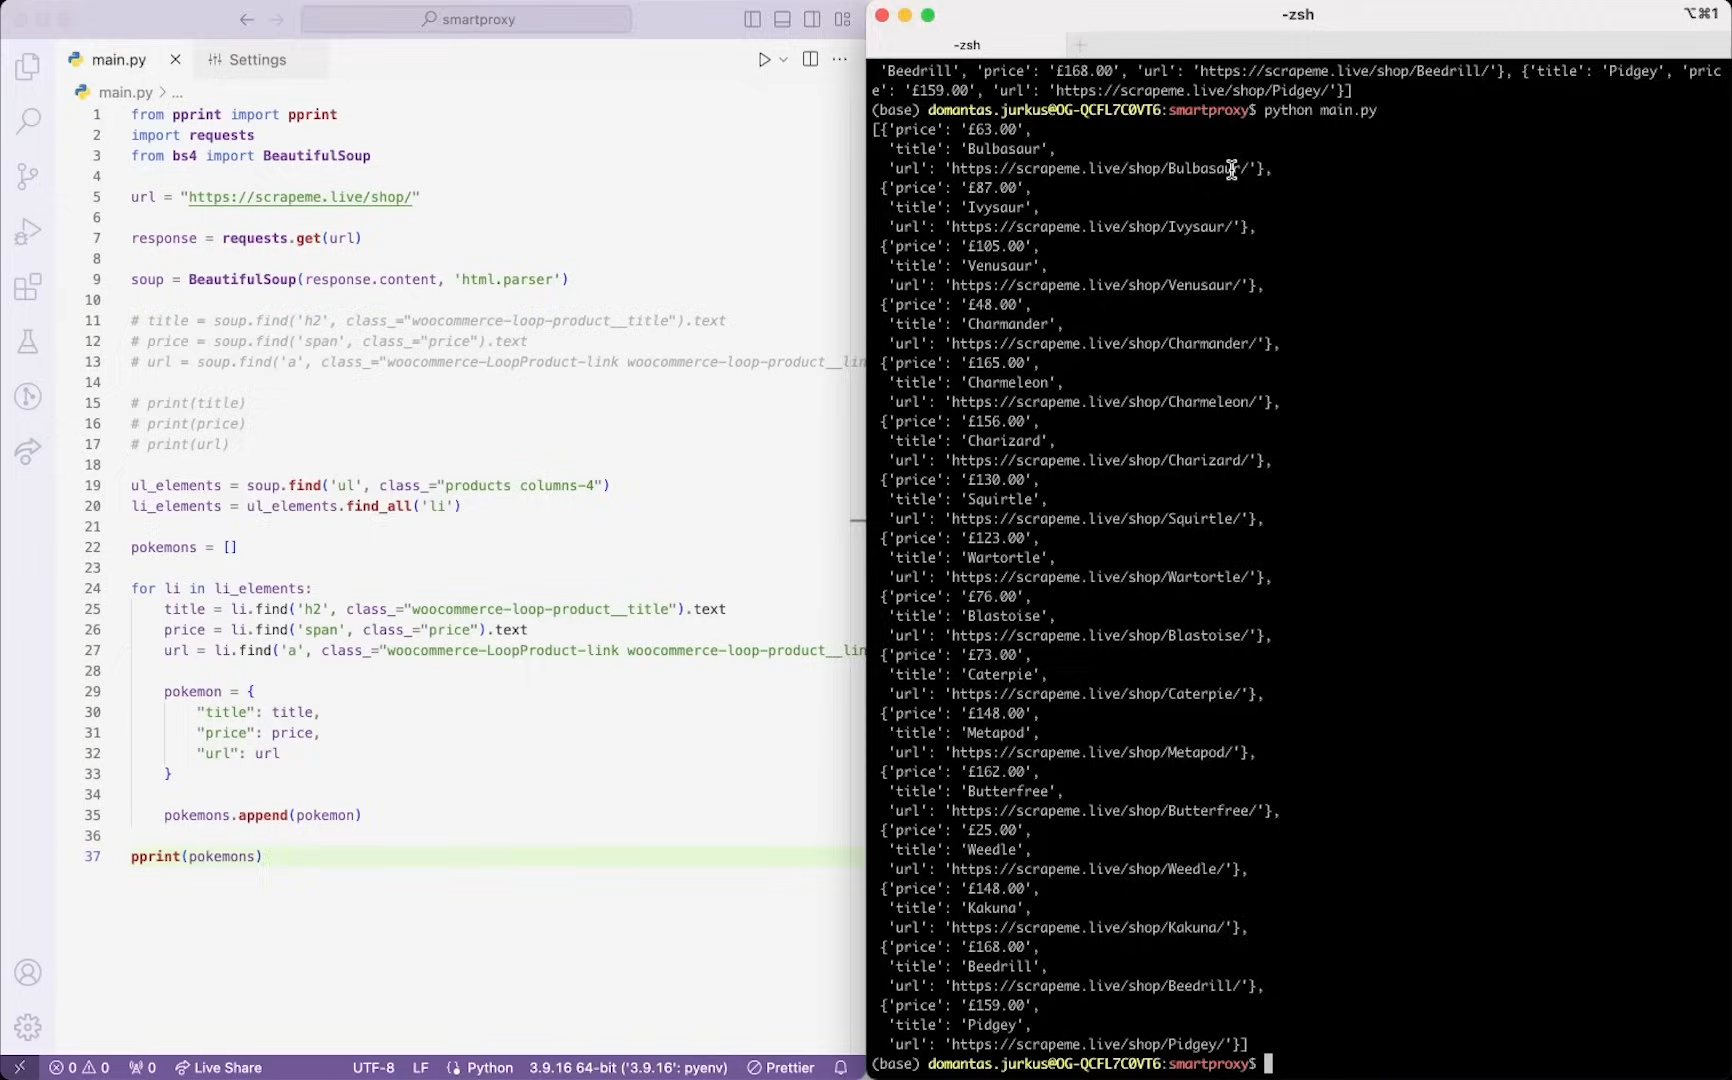 smartproxy
main.py
Settings
main.py > ...
1 from pprint import pprint
2 import requests
3 from bs4 import BeautifulSoup
4
5 url = "https://scrapeme.live/shop/"
6
7 response = requests.get(url)
8
9 soup = BeautifulSoup(response.content, 'html.parser')
10
11 # title = soup.find('h2', class_="woocommerce-loop-product__title").text
12 # price = soup.find('span', class_="price").text
13 # url = soup.find('a', class_="woocommerce-LoopProduct-link woocommerce-loop-product__lin
14
15 # print(title)
16 # print(price)
17 # print(url)
18
19 ul_elements = soup.find('ul', class_="products columns-4")
20 li_elements = ul_elements.find_all('li')
21
22 pokemons = []
23
24 for li in li_elements:
25 title = li.find('h2', class_="woocommerce-loop-product__title").text
26 price = li.find('span', class_="price").text
27 url = li.find('a', class_="woocommerce-LoopProduct-link woocommerce-loop-product__lin
28
29 pokemon = {
30 "title": title,
31 "price": price,
32 "url": url
33 }
34
35 pokemons.append(pokemon)
36
37 pprint(pokemons)
0 0 0 Live Share UTF-8 LF Python 3.9.16 64-bit ('3.9.16': pyenv) Prettier
-zsh ⌥⌘1
-zsh
'Beedrill', 'price': '£168.00', 'url': 'https://scrapeme.live/shop/Beedrill/'}, {'title': 'Pidgey', 'pric
e': '£159.00', 'url': 'https://scrapeme.live/shop/Pidgey/'}]
(base) domantas.jurkus@OG-QCFL7C0VT6:smartproxy$ python main.py
[{'price': '£63.00',
'title': 'Bulbasaur',
'url': 'https://scrapeme.live/shop/Bulbasaur/'},
{'price': '£87.00',
'title': 'Ivysaur',
'url': 'https://scrapeme.live/shop/Ivysaur/'},
{'price': '£105.00',
'title': 'Venusaur',
'url': 'https://scrapeme.live/shop/Venusaur/'},
{'price': '£48.00',
'title': 'Charmander',
'url': 'https://scrapeme.live/shop/Charmander/'},
{'price': '£165.00',
'title': 'Charmeleon',
'url': 'https://scrapeme.live/shop/Charmeleon/'},
{'price': '£156.00',
'title': 'Charizard',
'url': 'https://scrapeme.live/shop/Charizard/'},
{'price': '£130.00',
'title': 'Squirtle',
'url': 'https://scrapeme.live/shop/Squirtle/'},
{'price': '£123.00',
'title': 'Wartortle',
'url': 'https://scrapeme.live/shop/Wartortle/'},
{'price': '£76.00',
'title': 'Blastoise',
'url': 'https://scrapeme.live/shop/Blastoise/'},
{'price': '£73.00',
'title': 'Caterpie',
'url': 'https://scrapeme.live/shop/Caterpie/'},
{'price': '£148.00',
'title': 'Metapod',
'url': 'https://scrapeme.live/shop/Metapod/'},
{'price': '£162.00',
'title': 'Butterfree',
'url': 'https://scrapeme.live/shop/Butterfree/'},
{'price': '£25.00',
'title': 'Weedle',
'url': 'https://scrapeme.live/shop/Weedle/'},
{'price': '£148.00',
'title': 'Kakuna',
'url': 'https://scrapeme.live/shop/Kakuna/'},
{'price': '£168.00',
'title': 'Beedrill',
'url': 'https://scrapeme.live/shop/Beedrill/'},
{'price': '£159.00',
'title': 'Pidgey',
'url': 'https://scrapeme.live/shop/Pidgey/'}]
(base) domantas.jurkus@OG-QCFL7C0VT6:smartproxy$